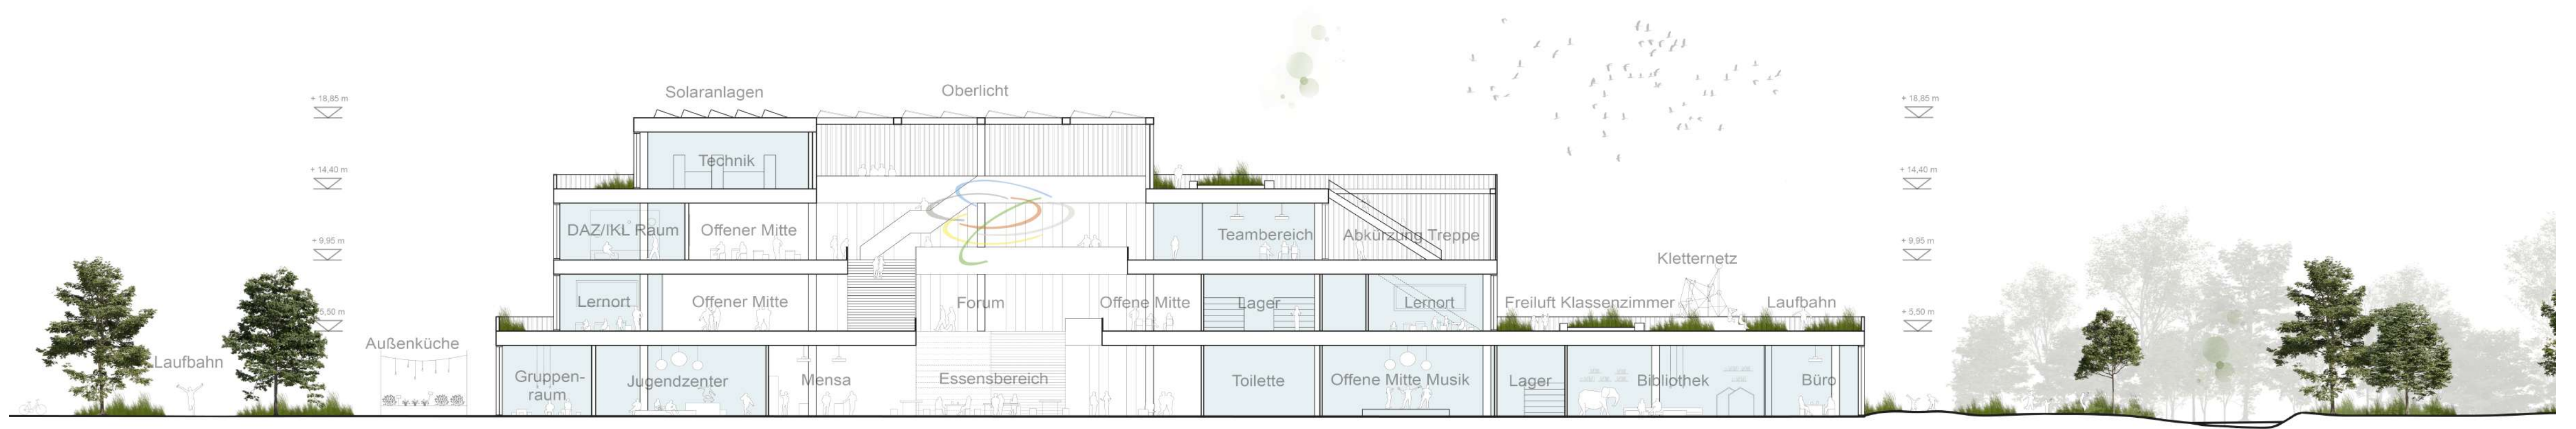 Solaranlagen
Oberlicht
+ 18,85 m
+ 18,85 m
Technik
+ 14,40 m
+ 14,40 m
DAZ/IKL Raum
Offener Mitte
Teambereich
Abkürzung Treppe
+ 9,95 m
+ 9,95 m
Kletternetz
Lernort
Offener Mitte
Forum
Offene Mitte
Lager
Lernort
Freiluft Klassenzimmer
Laufbahn
5,50 m
+ 5,50 m
Außenküche
Laufbahn
Gruppen-
raum
Jugendzenter
Mensa
Essensbereich
Toilette
Offene Mitte Musik
Lager
Bibliothek
Büro